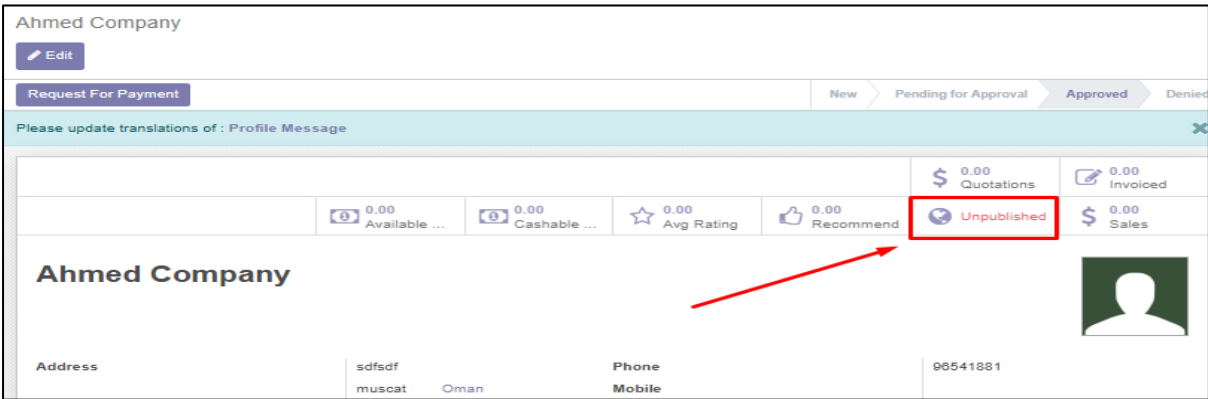 Ahmed Company
Edit
Request For Payment
New Pending for Approval Approved Denied
Please update translations of : Profile Message
0.00 Quotations
0.00 Invoiced
0.00 Available ...
0.00 Cashable ...
0.00 Avg Rating
0.00 Recommend
Unpublished
0.00 Sales
Ahmed Company
Address sdfsdf Phone 96541881
muscat Oman Mobile